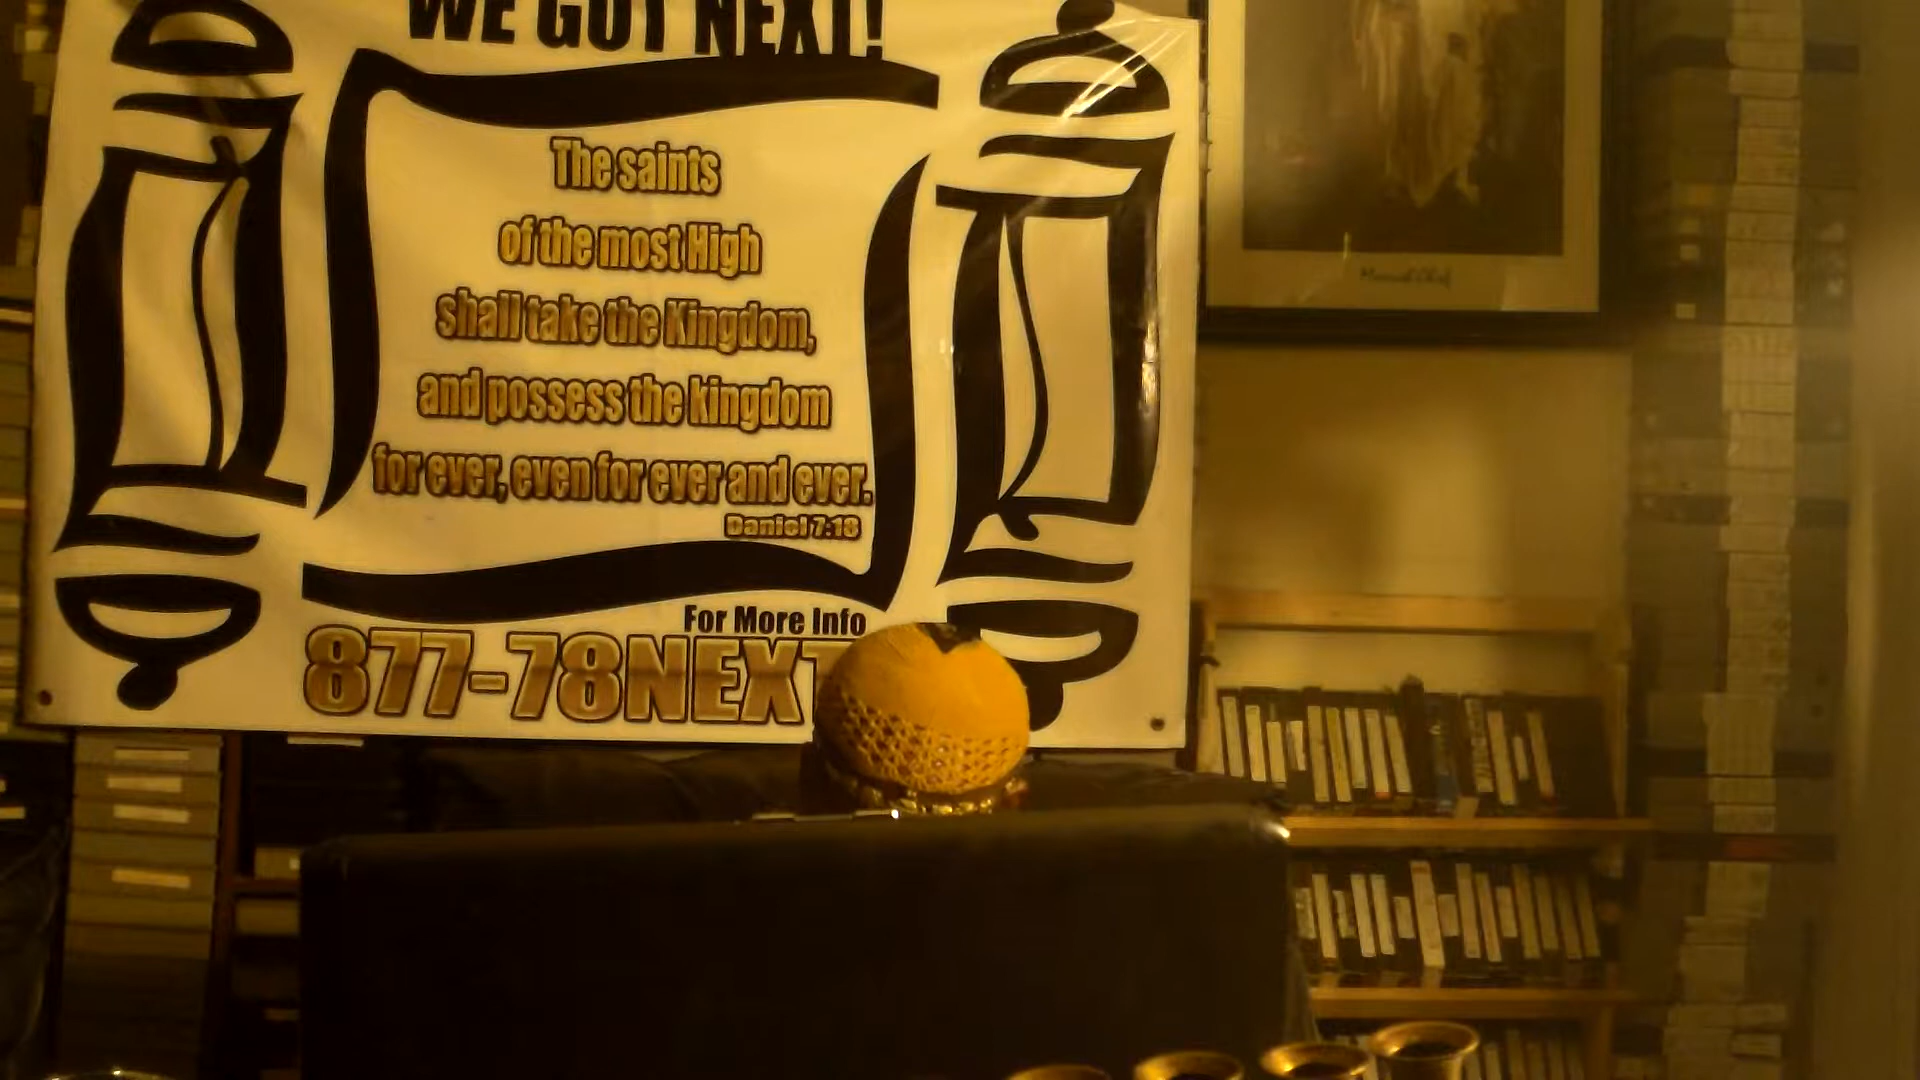 WE GOT NEXT!
The saints
of the most High
shall take the Kingdom,
and possess the kingdom
for ever, even for ever and ever.
Daniel 7:18
For More Info
877-78NEXT